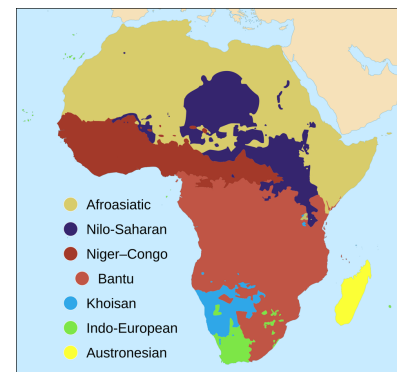 Afroasiatic
Nilo-Saharan
Niger–Congo
Bantu
Khoisan
Indo-European
Austronesian